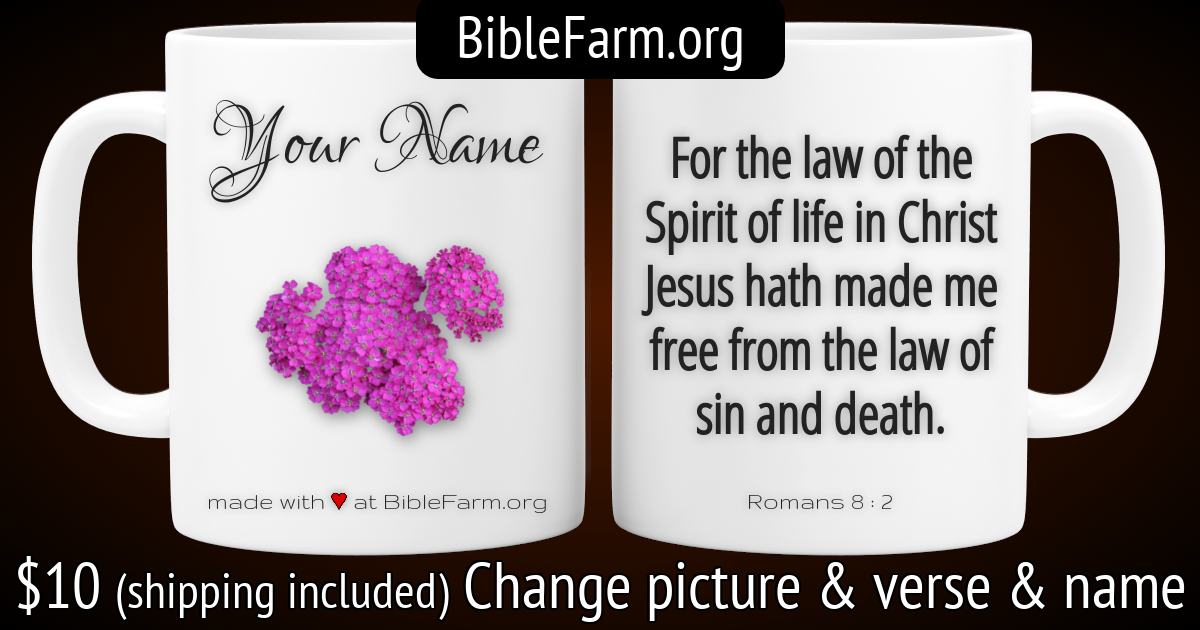 BibleFarm.org
Your Name
made with ♥ at BibleFarm.org
For the law of the
Spirit of life in Christ
Jesus hath made me
free from the law of
sin and death.
Romans 8 : 2
$10 (shipping included) Change picture & verse & name